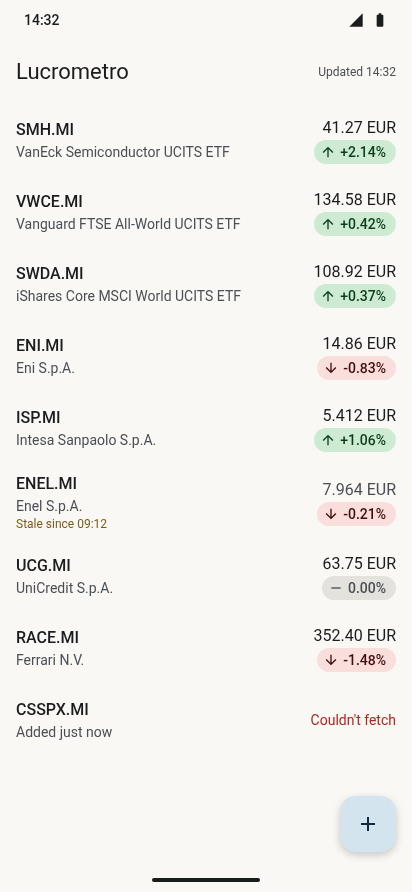 14:32
Lucrometro
Updated 14:32
SMH.MI
41.27 EUR
VanEck Semiconductor UCITS ETF
+2.14%
VWCE.MI
134.58 EUR
Vanguard FTSE All-World UCITS ETF
+0.42%
SWDA.MI
108.92 EUR
iShares Core MSCI World UCITS ETF
+0.37%
ENI.MI
14.86 EUR
Eni S.p.A.
-0.83%
ISP.MI
5.412 EUR
Intesa Sanpaolo S.p.A.
+1.06%
ENEL.MI
7.964 EUR
Enel S.p.A.
-0.21%
Stale since 09:12
UCG.MI
63.75 EUR
UniCredit S.p.A.
0.00%
RACE.MI
352.40 EUR
Ferrari N.V.
-1.48%
CSSPX.MI
Couldn't fetch
Added just now